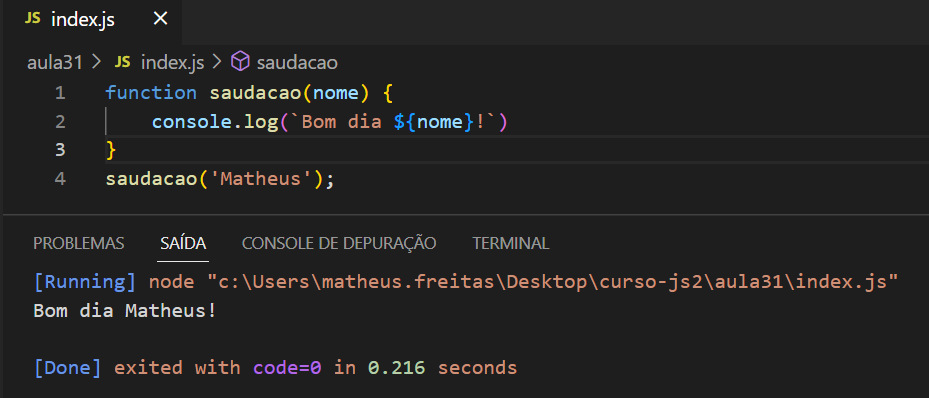 JS index.js ×
aula31 > JS index.js > saudacao
1 function saudacao(nome) {
2     console.log(`Bom dia ${nome}!`)
3 }
4 saudacao('Matheus');
PROBLEMAS SAÍDA CONSOLE DE DEPURAÇÃO TERMINAL
[Running] node "c:\Users\matheus.freitas\Desktop\curso-js2\aula31\index.js"
Bom dia Matheus!
[Done] exited with code=0 in 0.216 seconds